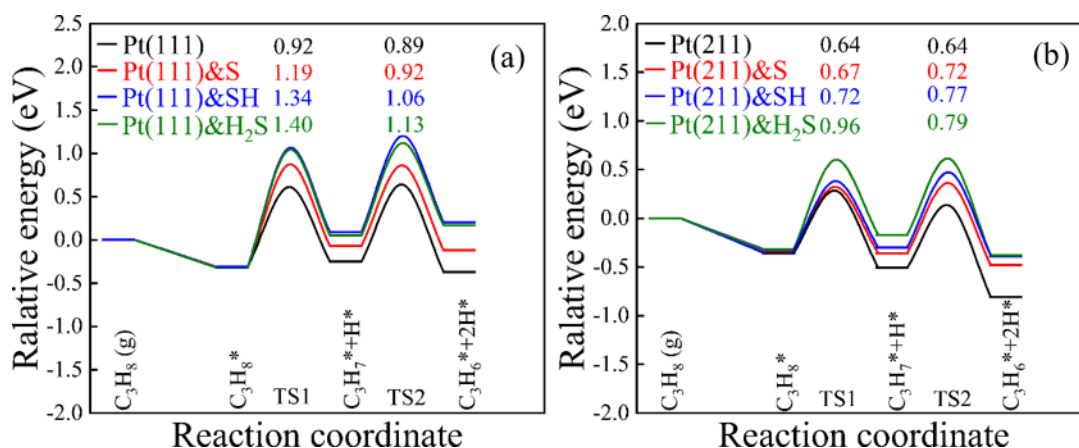 Pt(111) 0.92 0.89 (a)
Pt(111)&S 1.19 0.92
Pt(111)&SH 1.34 1.06
Pt(111)&H₂S 1.40 1.13
2.5
2.0
1.5
1.0
0.5
0.0
-0.5
-1.0
-1.5
-2.0
Ralative energy (eV)
C₃H₈ (g)
C₃H₈*
TS1
C₃H₇*+H*
TS2
C₃H₆*+2H*
Reaction coordinate
Pt(211) 0.64 0.64 (b)
Pt(211)&S 0.67 0.72
Pt(211)&SH 0.72 0.77
Pt(211)&H₂S 0.96 0.79
2.0
1.5
1.0
0.5
0.0
-0.5
-1.0
-1.5
-2.0
Ralative energy (eV)
C₃H₈ (g)
C₃H₈*
TS1
C₃H₇*+H*
TS2
C₃H₆*+2H*
Reaction coordinate